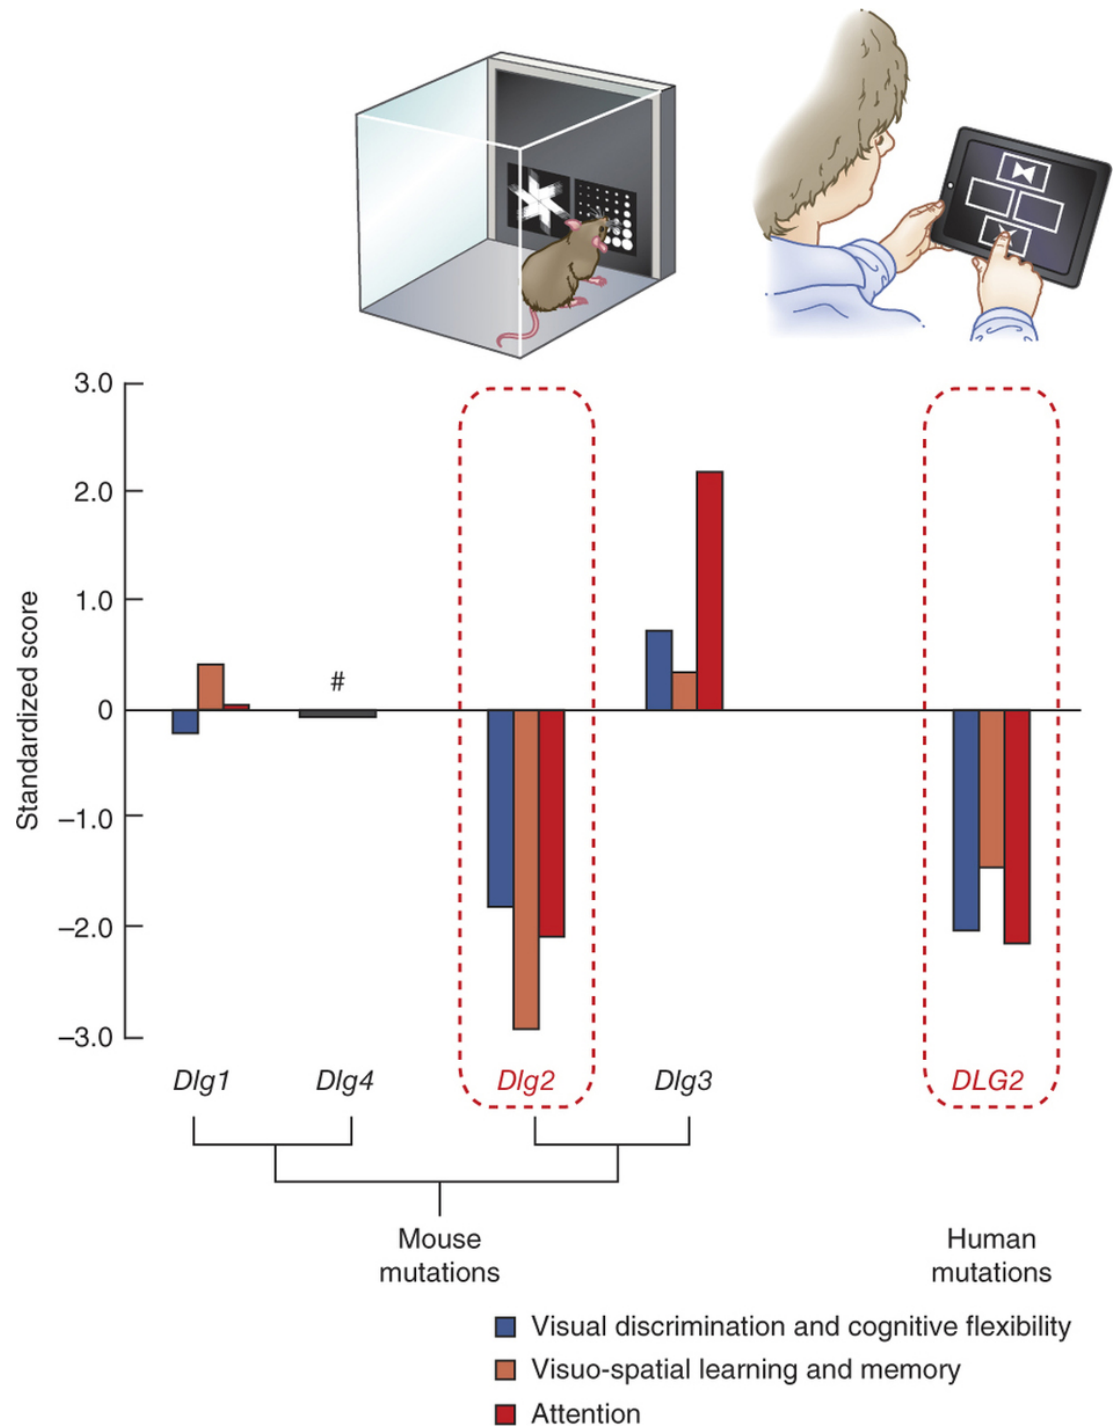 3.0
2.0
1.0
0
–1.0
–2.0
–3.0
Standardized score
#
Dlg1 Dlg4 Dlg2 Dlg3 DLG2
Mouse
mutations
Human
mutations
Visual discrimination and cognitive flexibility
Visuo-spatial learning and memory
Attention